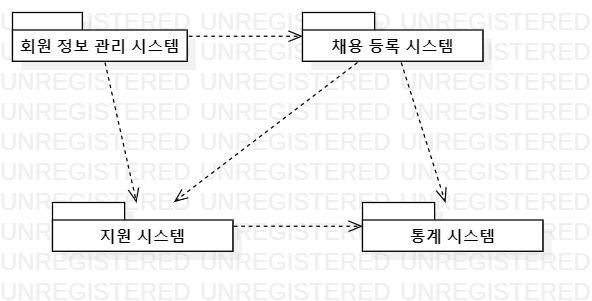 UNREGISTERED UNREGISTERED UNREGISTERED
회원 정보 관리 시스템
채용 등록 시스템
지원 시스템
통계 시스템